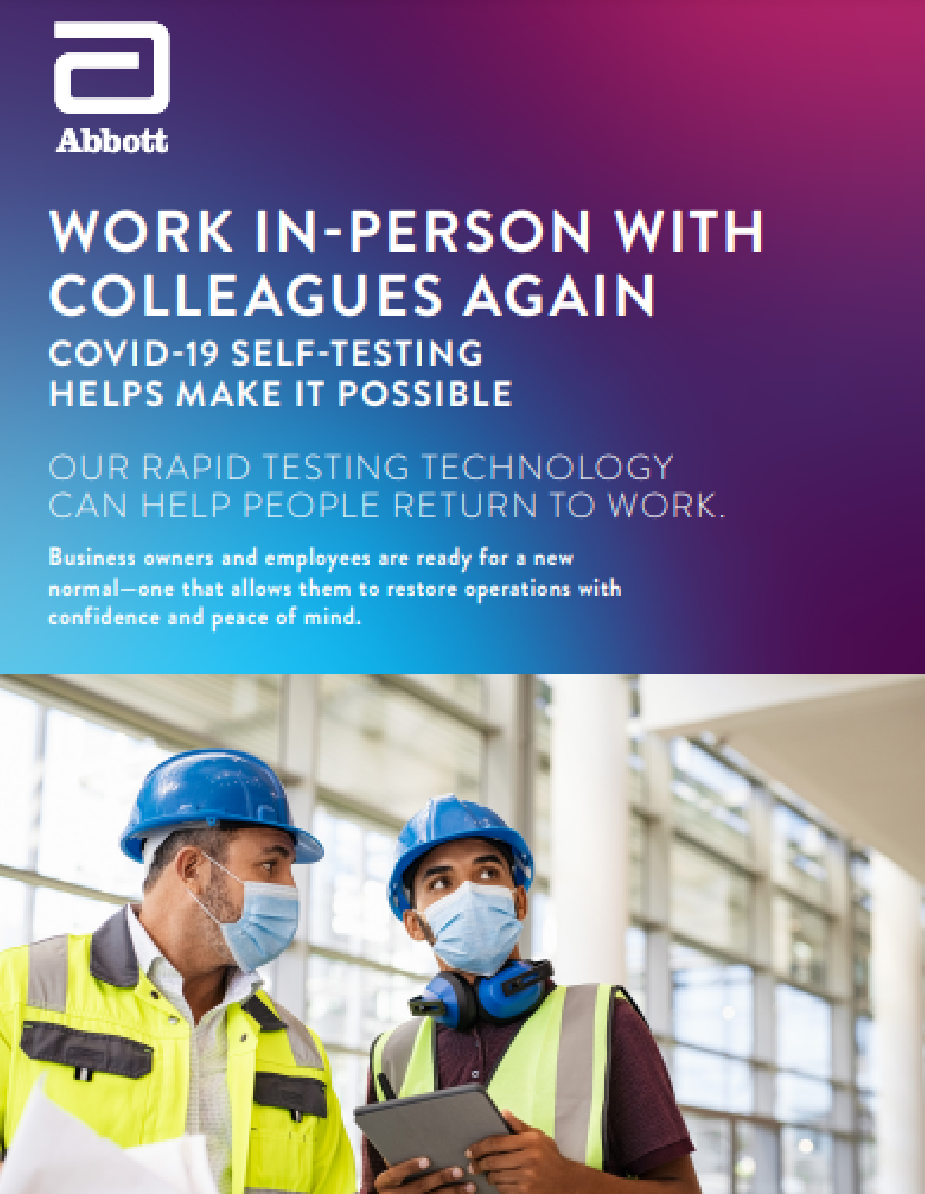 Abbott
WORK IN-PERSON WITH
COLLEAGUES AGAIN
COVID-19 SELF-TESTING
HELPS MAKE IT POSSIBLE
OUR RAPID TESTING TECHNOLOGY
CAN HELP PEOPLE RETURN TO WORK.
Business owners and employees are ready for a new
normal—one that allows them to restore operations with
confidence and peace of mind.